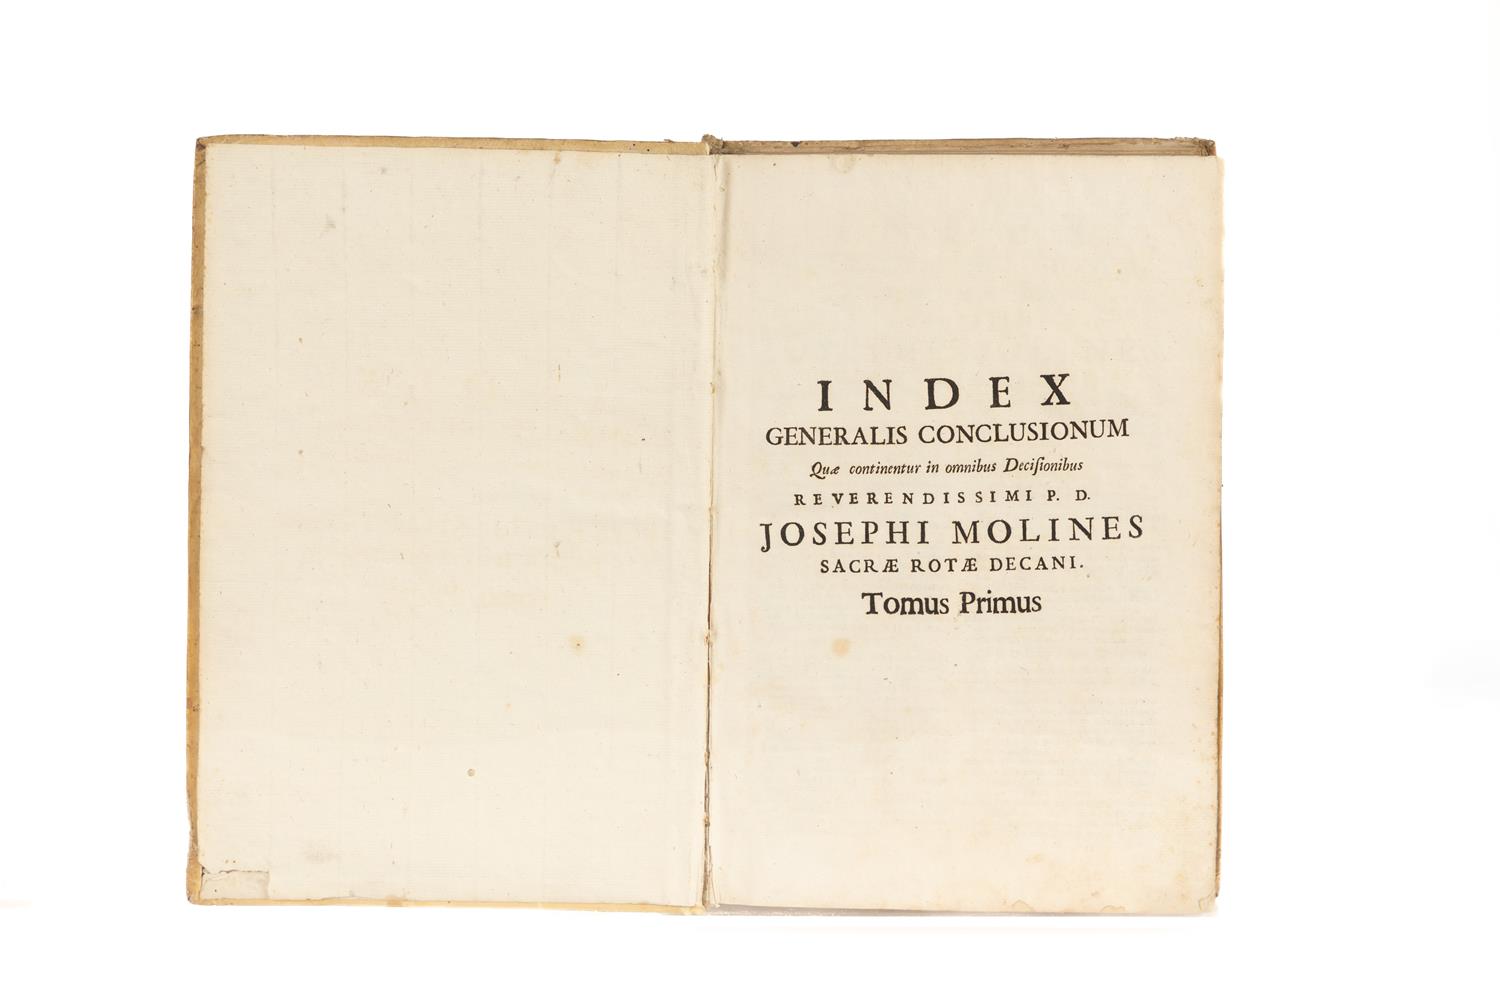 INDEX
GENERALIS CONCLUSIONUM
Quæ continentur in omnibus Deciſionibus
REVERENDISSIMI P. D.
JOSEPHI MOLINES
SACRÆ ROTÆ DECANI.
Tomus Primus